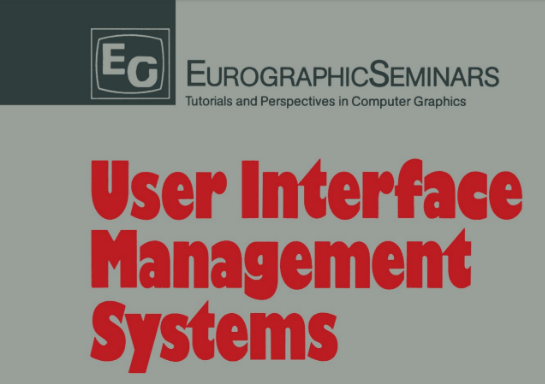 EG
EUROGRAPHICSEMINARS
Tutorials and Perspectives in Computer Graphics
User Interface
Management
Systems